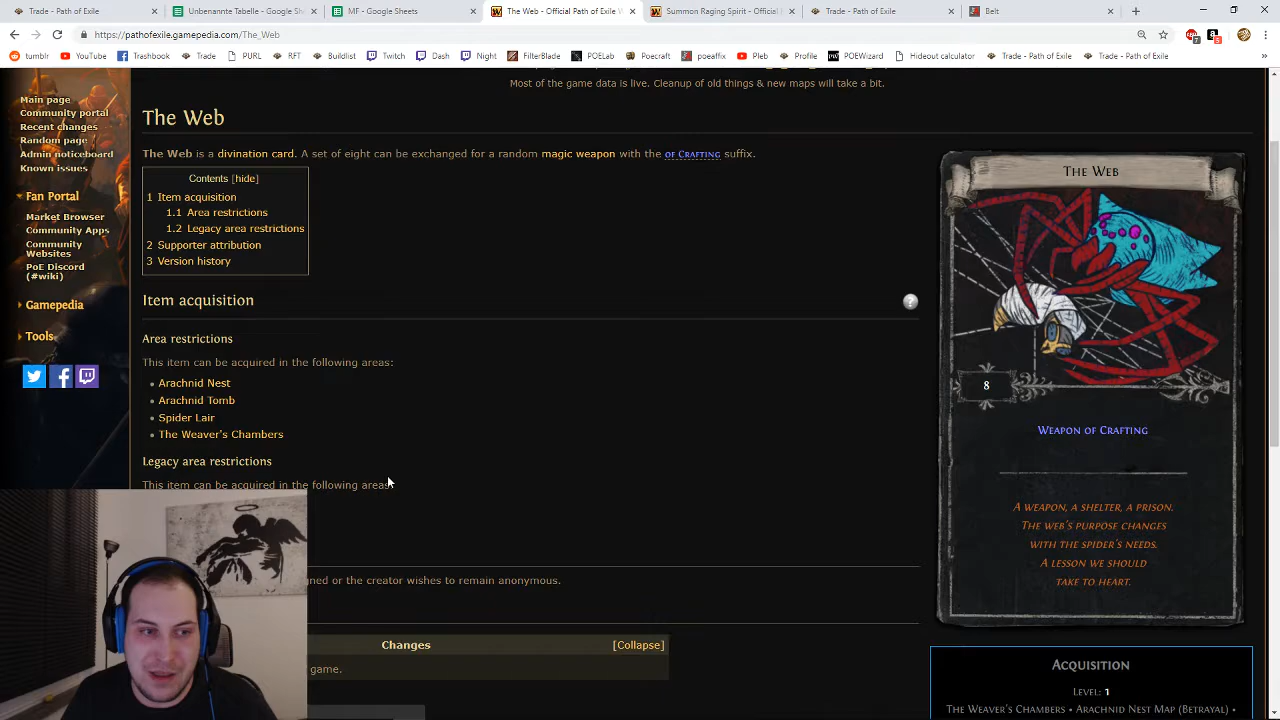 Trade - Path of Exile
Buildlist - Google She
MF - Google Sheets
The Web - Official Path of E
Summon Raging Spirit - Official
Trade - Path of Exile
Belt
https://pathofexile.gamepedia.com/The_Web
tumblr
Trashbook
Trade
PLU
RFT
Buildlist
Twitch
Dash
Night
FilterBlade
POELab
Poecraft
poeaffix
Pleb
Profile
POEWizard
Hideout calculator
Trade - Path of Exile
Trade - Path of Exile
Most of the game data is live. Cleanup of old things & new maps will take a bit.
Main page
Community portal
Recent changes
Random page
Admin noticeboard
Known issues
Fan Portal
Market Browser
Community Apps
Community
Websites
PoE Discord
(#wiki)
Gamepedia
Tools
The Web
The Web is a divination card. A set of eight can be exchanged for a random magic weapon with the of Crafting suffix.
Contents [hide]
1 Item acquisition
1.1 Area restrictions
1.2 Legacy area restrictions
2 Supporter attribution
3 Version history
Item acquisition
?
Area restrictions
This item can be acquired in the following areas:
Arachnid Nest
Arachnid Tomb
Spider Lair
The Weaver's Chambers
Legacy area restrictions
This item can be acquired in the following areas:
ned or the creator wishes to remain anonymous.
Changes
[Collapse]
game.
The Web
8
Weapon of Crafting
A weapon, a shelter, a prison.
The web's purpose changes
with the spider's needs.
A lesson we should
take to heart.
Acquisition
Level: 1
The Weaver's Chambers • Arachnid Nest Map (Betrayal) •